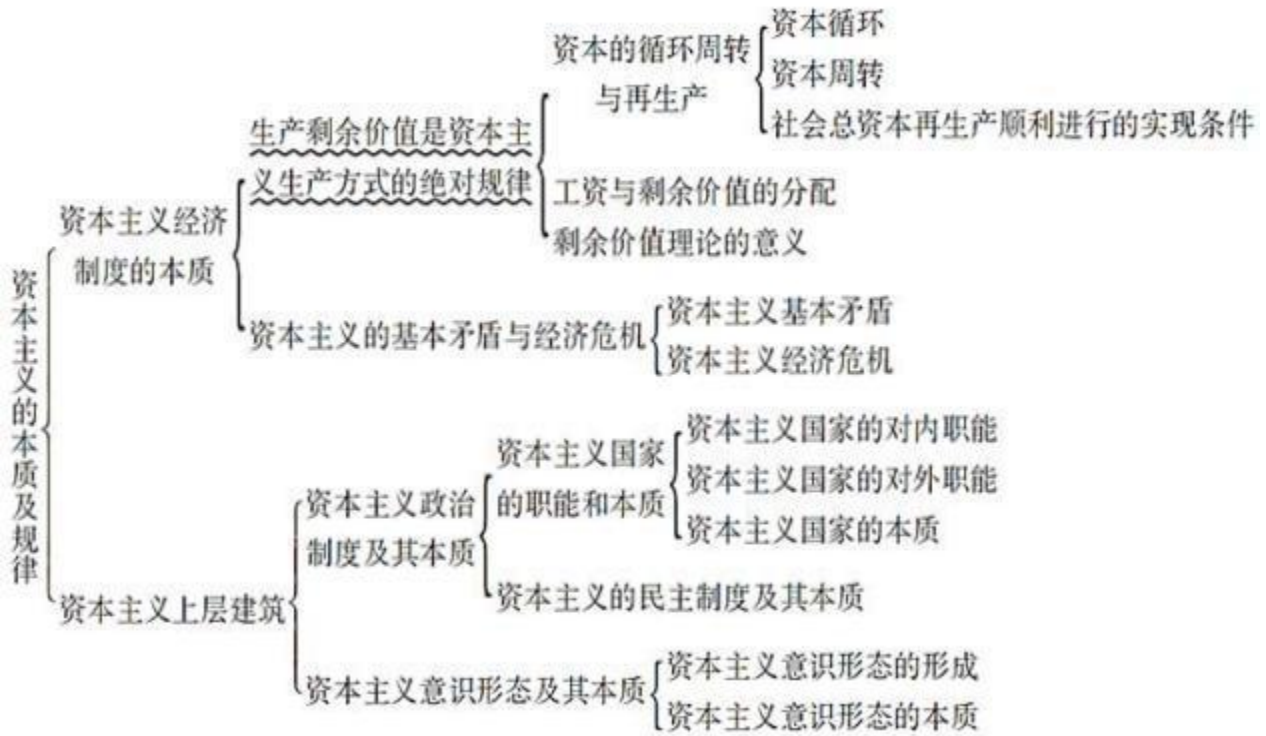 资本主义的本质及规律
资本主义经济
制度的本质
生产剩余价值是资本主
义生产方式的绝对规律
资本的循环周转
与再生产
资本循环
资本周转
社会总资本再生产顺利进行的实现条件
工资与剩余价值的分配
剩余价值理论的意义
资本主义的基本矛盾与经济危机
资本主义基本矛盾
资本主义经济危机
资本主义上层建筑
资本主义政治
制度及其本质
资本主义国家
的职能和本质
资本主义国家的对内职能
资本主义国家的对外职能
资本主义国家的本质
资本主义的民主制度及其本质
资本主义意识形态及其本质
资本主义意识形态的形成
资本主义意识形态的本质